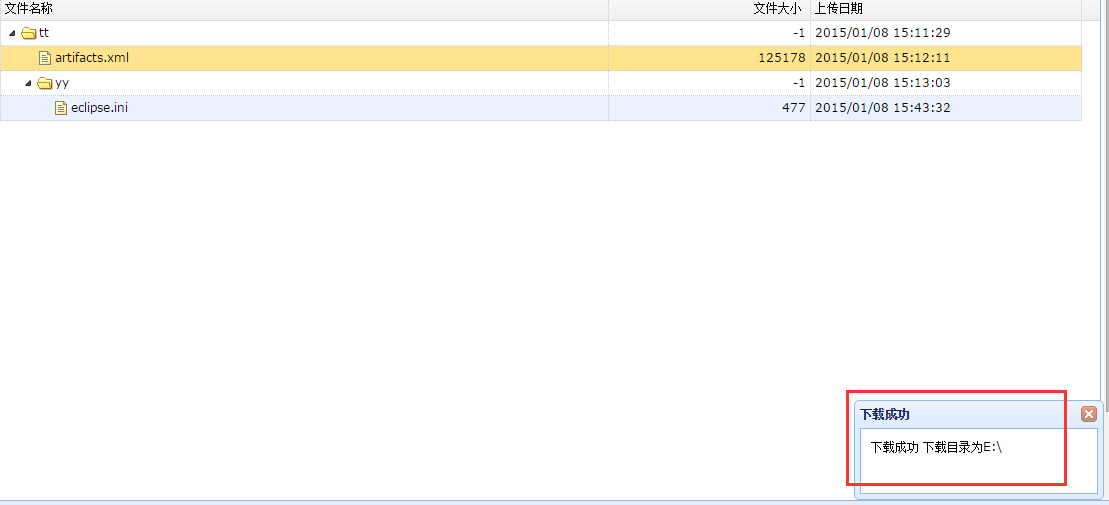 文件名称 文件大小 上传日期
tt -1 2015/01/08 15:11:29
artifacts.xml 125178 2015/01/08 15:12:11
yy -1 2015/01/08 15:13:03
eclipse.ini 477 2015/01/08 15:43:32
下载成功
下载成功 下载目录为E:\